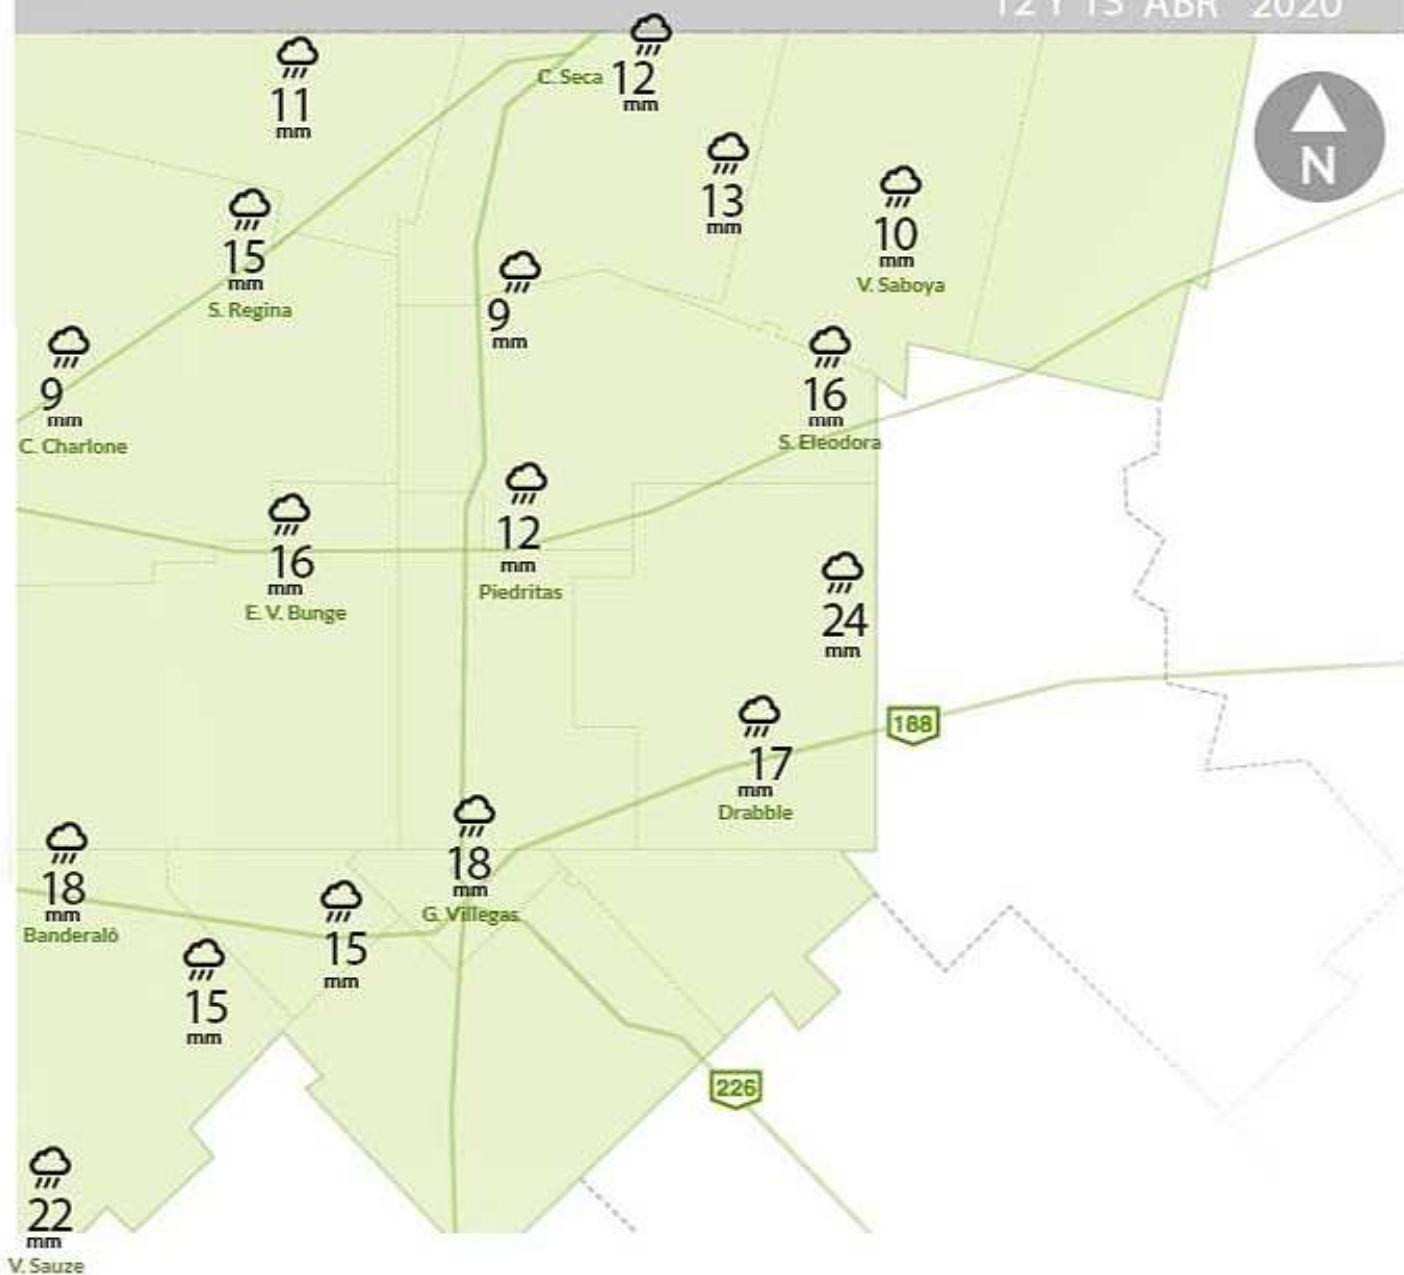 12 Y 13 ABR 2020
11
mm
C. Seca
12
mm
13
mm
N
15
mm
S. Regina
10
mm
V. Saboya
9
mm
9
mm
C. Charlone
16
mm
S. Eleodora
16
mm
E. V. Bunge
12
mm
Piedritas
24
mm
188
17
mm
Drabble
18
mm
G. Villegas
18
mm
Banderaló
15
mm
15
mm
226
22
mm
V. Sauze